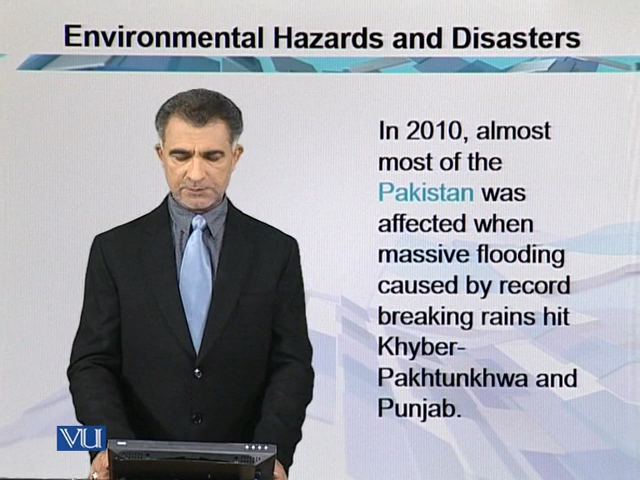 Environmental Hazards and Disasters
In 2010, almost
most of the
Pakistan was
affected when
massive flooding
caused by record
breaking rains hit
Khyber-
Pakhtunkhwa and
Punjab.
VU